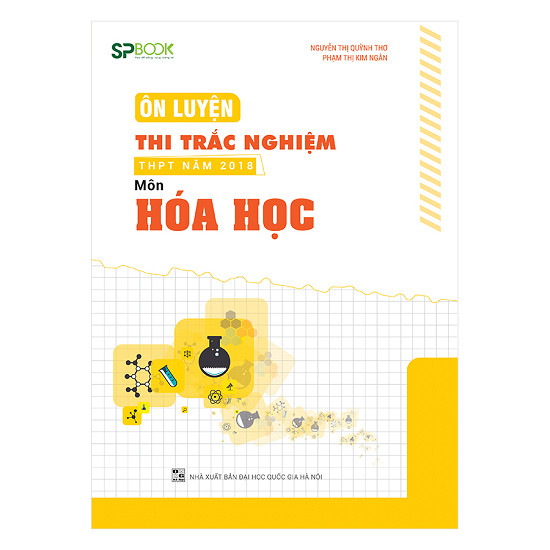 SPBOOK
NGUYỄN THỊ QUỲNH THƠ
PHẠM THỊ KIM NGÂN
ÔN LUYỆN
THI TRẮC NGHIỆM
THPT NĂM 2018
Môn
HÓA HỌC
NHÀ XUẤT BẢN ĐẠI HỌC QUỐC GIA HÀ NỘI